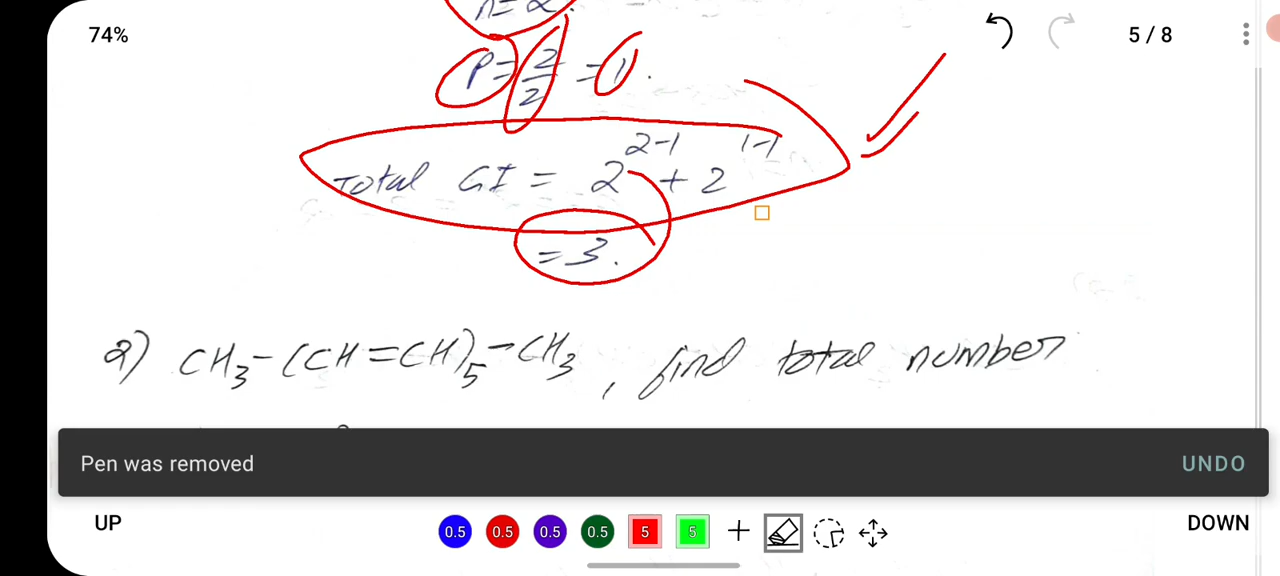 74%
5 / 8
n=2.
P=2/2 =1.
Total GI = 2^2-1 + 2^1-1
=3.
2) CH3-(CH=CH)5-CH3, find total number
Pen was removed
UNDO
UP
0.5 0.5 0.5 0.5 5 5
DOWN